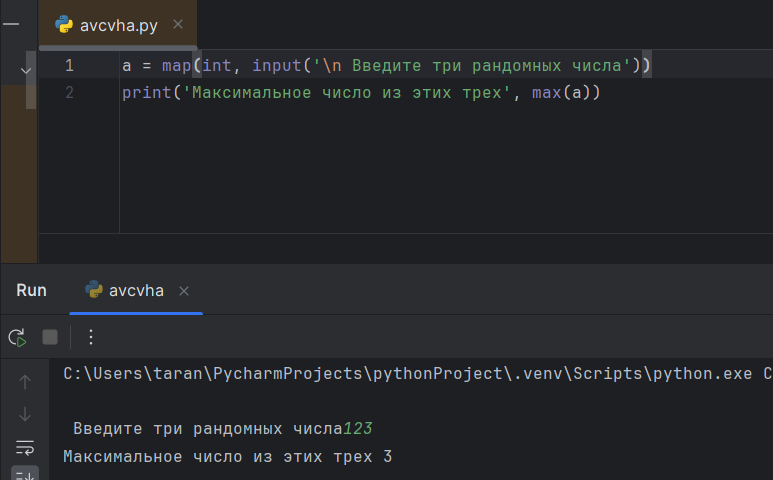 avcvha.py
1 a = map(int, input('\n Введите три рандомных числа'))
2 print('Максимальное число из этих трех', max(a))
Run avcvha
C:\Users\taran\PycharmProjects\pythonProject\.venv\Scripts\python.exe C
Введите три рандомных числа123
Максимальное число из этих трех 3